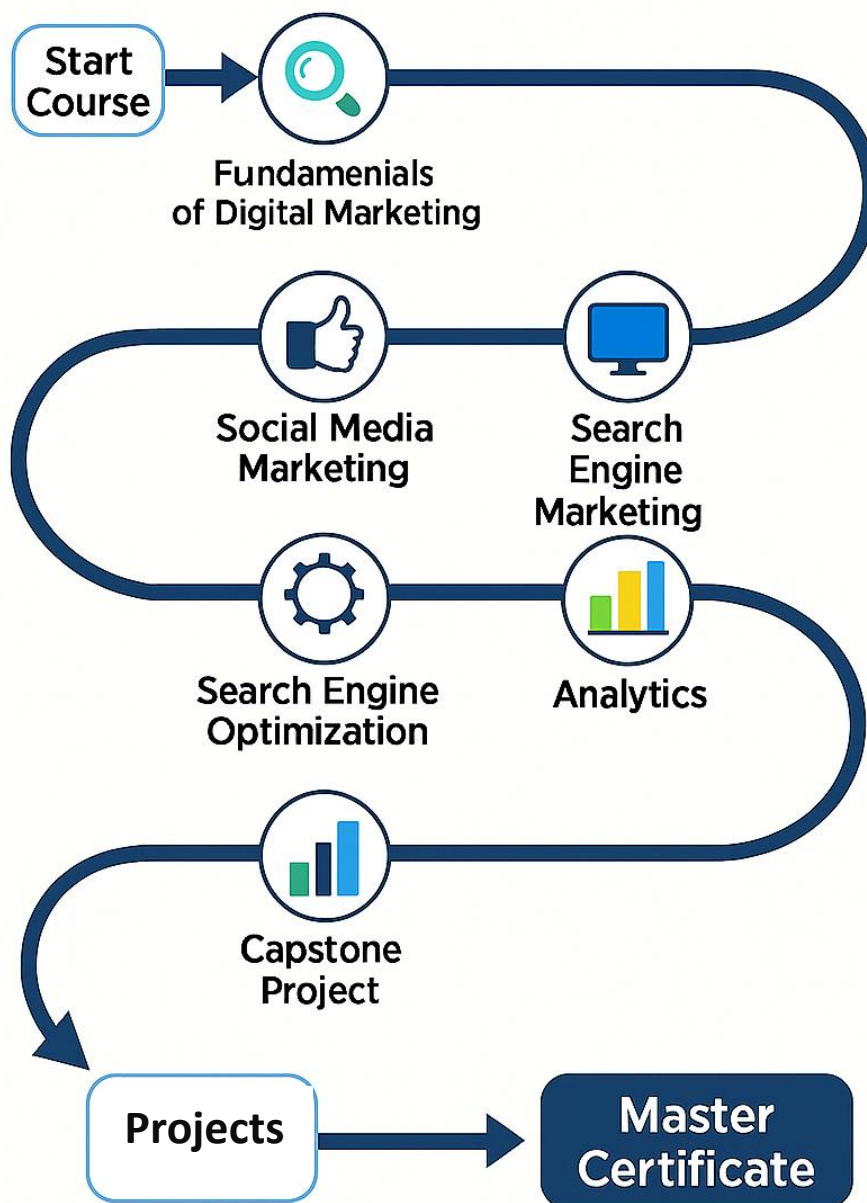 Start
Course
Fundamenials
of Digital Marketing
Social Media
Marketing
Search
Engine
Marketing
Search Engine
Optimization
Analytics
Capstone
Project
Projects
Master
Certificate